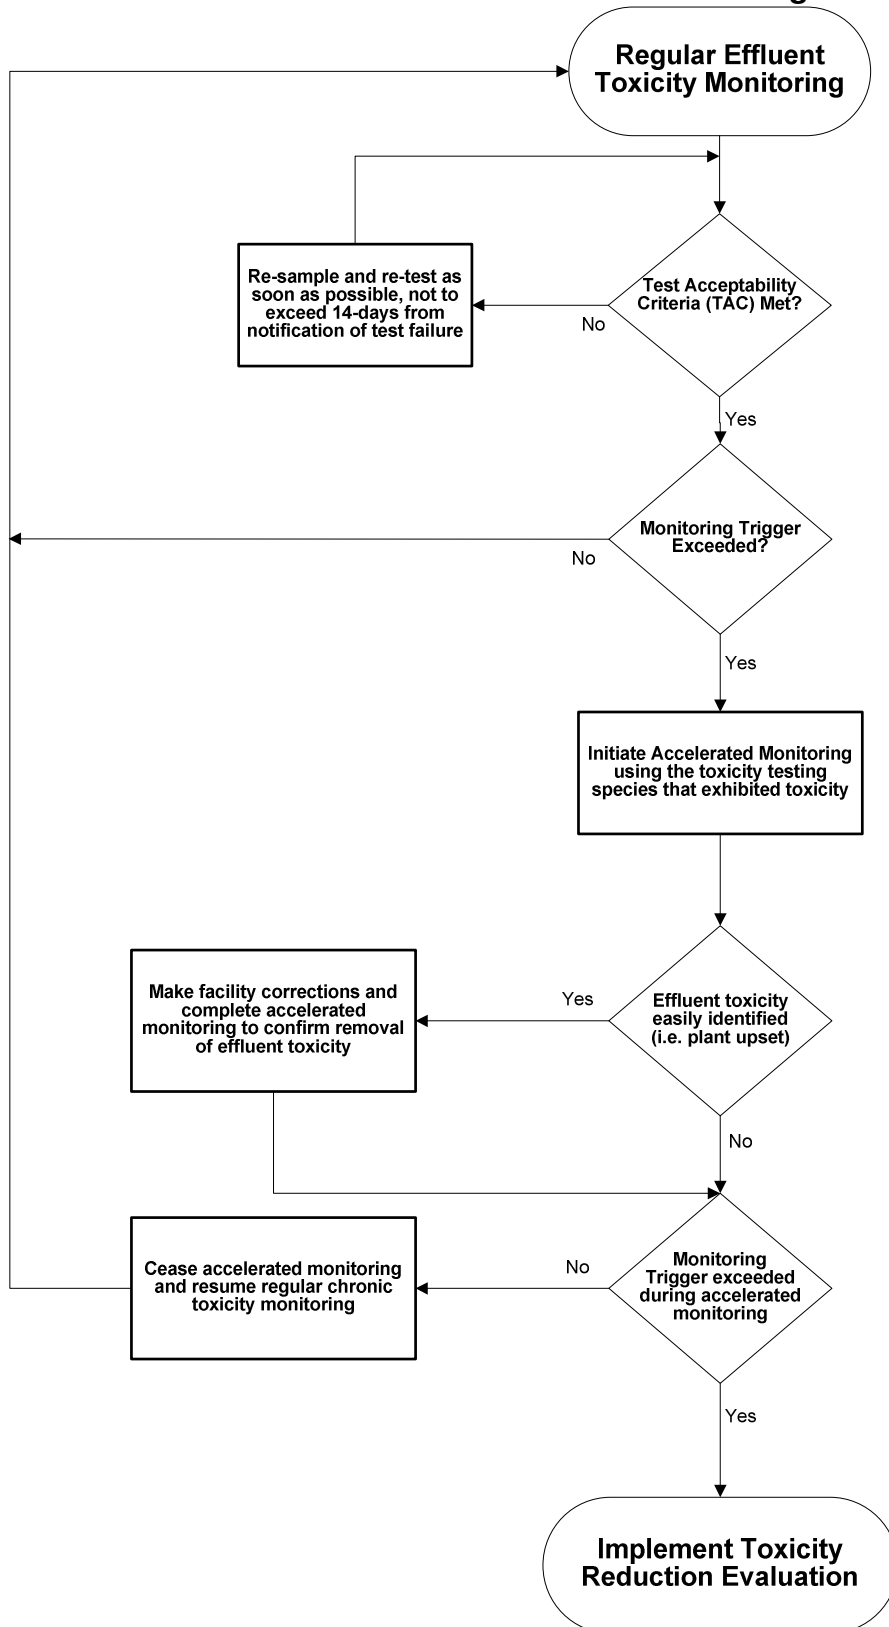 Regular Effluent
Toxicity Monitoring
Re-sample and re-test as
soon as possible, not to
exceed 14-days from
notification of test failure
Test Acceptability
Criteria (TAC) Met?
No
Yes
Monitoring Trigger
Exceeded?
No
Yes
Initiate Accelerated Monitoring
using the toxicity testing
species that exhibited toxicity
Make facility corrections and
complete accelerated
monitoring to confirm removal
of effluent toxicity
Yes
Effluent toxicity
easily identified
(i.e. plant upset)
No
Cease accelerated monitoring
and resume regular chronic
toxicity monitoring
No
Monitoring
Trigger exceeded
during accelerated
monitoring
Yes
Implement Toxicity
Reduction Evaluation